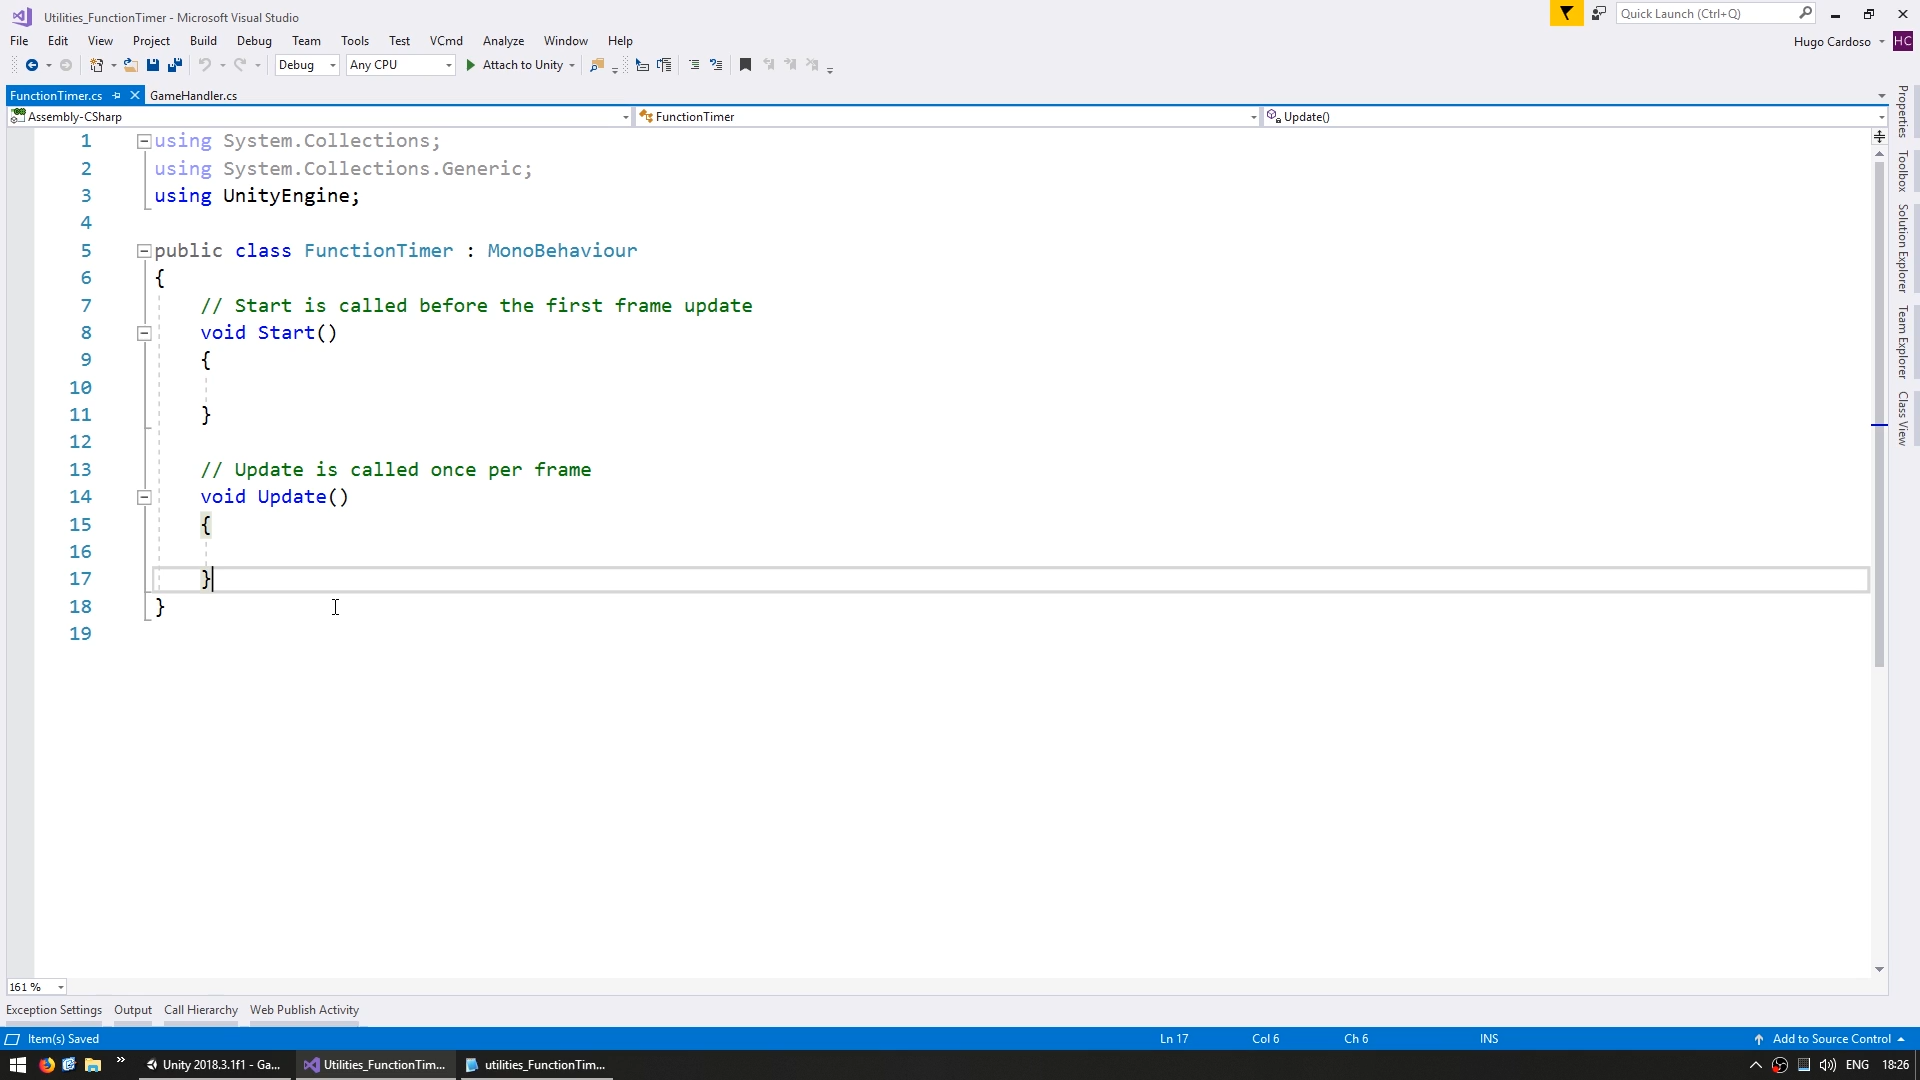 Utilities_FunctionTimer - Microsoft Visual Studio
Quick Launch (Ctrl+Q)
File Edit View Project Build Debug Team Tools Test VCmd Analyze Window Help
Hugo Cardoso HC
Debug Any CPU Attach to Unity
FunctionTimer.cs GameHandler.cs
Assembly-CSharp FunctionTimer Update()
1 using System.Collections;
2 using System.Collections.Generic;
3 using UnityEngine;
4
5 public class FunctionTimer : MonoBehaviour
6 {
7 // Start is called before the first frame update
8 void Start()
9 {
10
11 }
12
13 // Update is called once per frame
14 void Update()
15 {
16
17 }
18 }
19
Properties
Toolbox
Solution Explorer
Team Explorer
Class View
161 %
Exception Settings Output Call Hierarchy Web Publish Activity
Item(s) Saved Ln 17 Col 6 Ch 6 INS Add to Source Control
Unity 2018.3.1f1 - Ga... Utilities_FunctionTim... utilities_FunctionTim... ENG 18:26